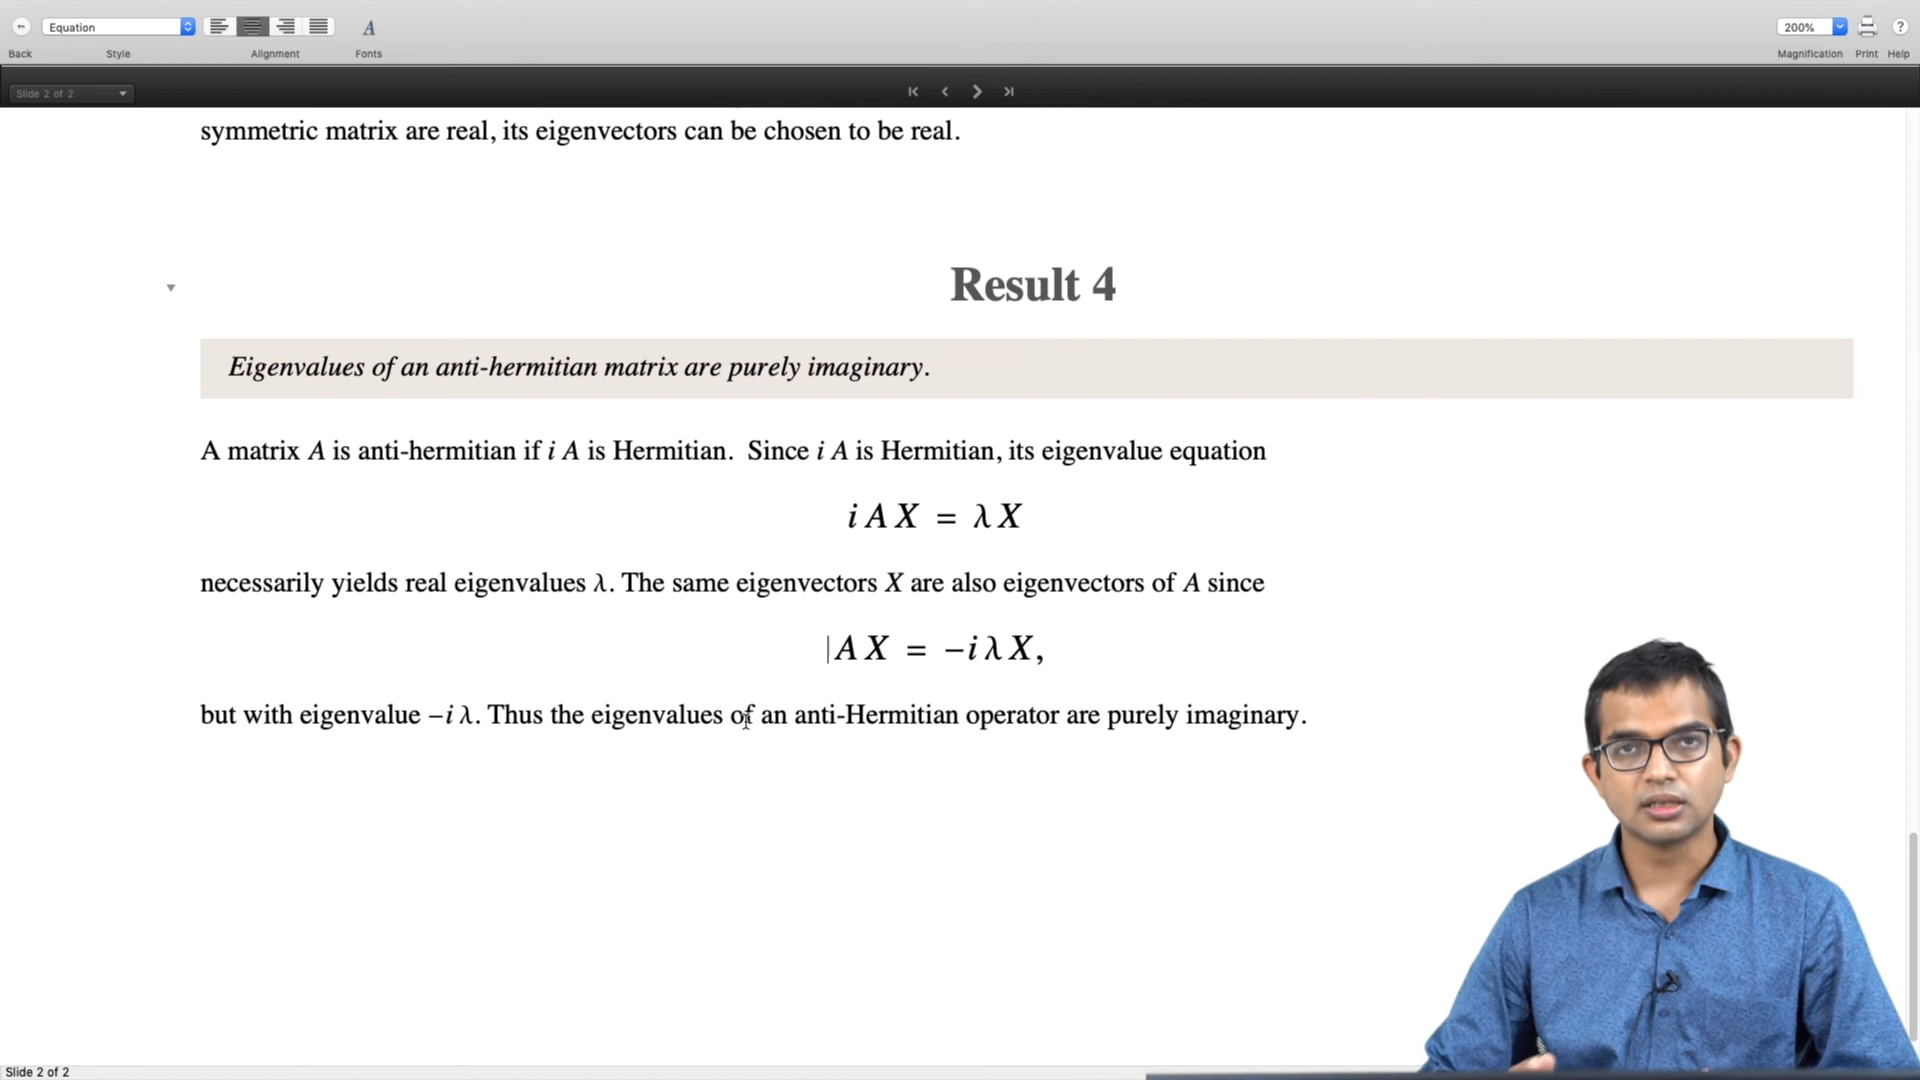 Equation
200%
Back
Style
Alignment
Fonts
Magnification
Print
Help
Slide 2 of 2
symmetric matrix are real, its eigenvectors can be chosen to be real.
Result 4
Eigenvalues of an anti-hermitian matrix are purely imaginary.
A matrix A is anti-hermitian if i A is Hermitian. Since i A is Hermitian, its eigenvalue equation
i A X = λ X
necessarily yields real eigenvalues λ. The same eigenvectors X are also eigenvectors of A since
A X = −i λ X,
but with eigenvalue −i λ. Thus the eigenvalues of an anti-Hermitian operator are purely imaginary.
Slide 2 of 2